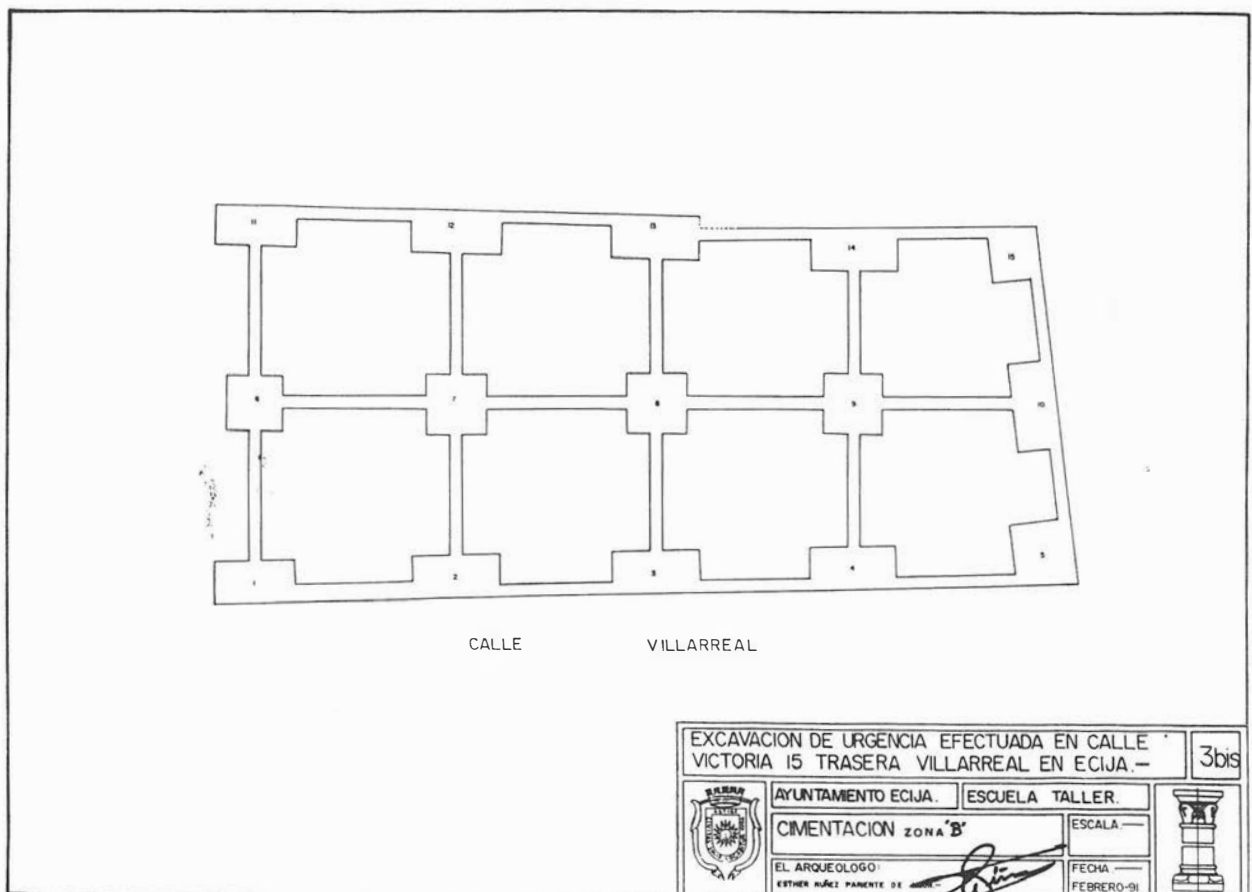 11 12 13 14 15
6 7 8 9 10
1 2 3 4 5
CALLE VILLARREAL
EXCAVACION DE URGENCIA EFECTUADA EN CALLE
VICTORIA 15 TRASERA VILLARREAL EN ECIJA.-
3bis
AYUNTAMIENTO ECIJA.
ESCUELA TALLER.
CIMENTACION ZONA 'B'
ESCALA.—
EL ARQUEOLOGO:
ESTHER NUÑEZ PARIENTE DE
FECHA —
FEBRERO-91